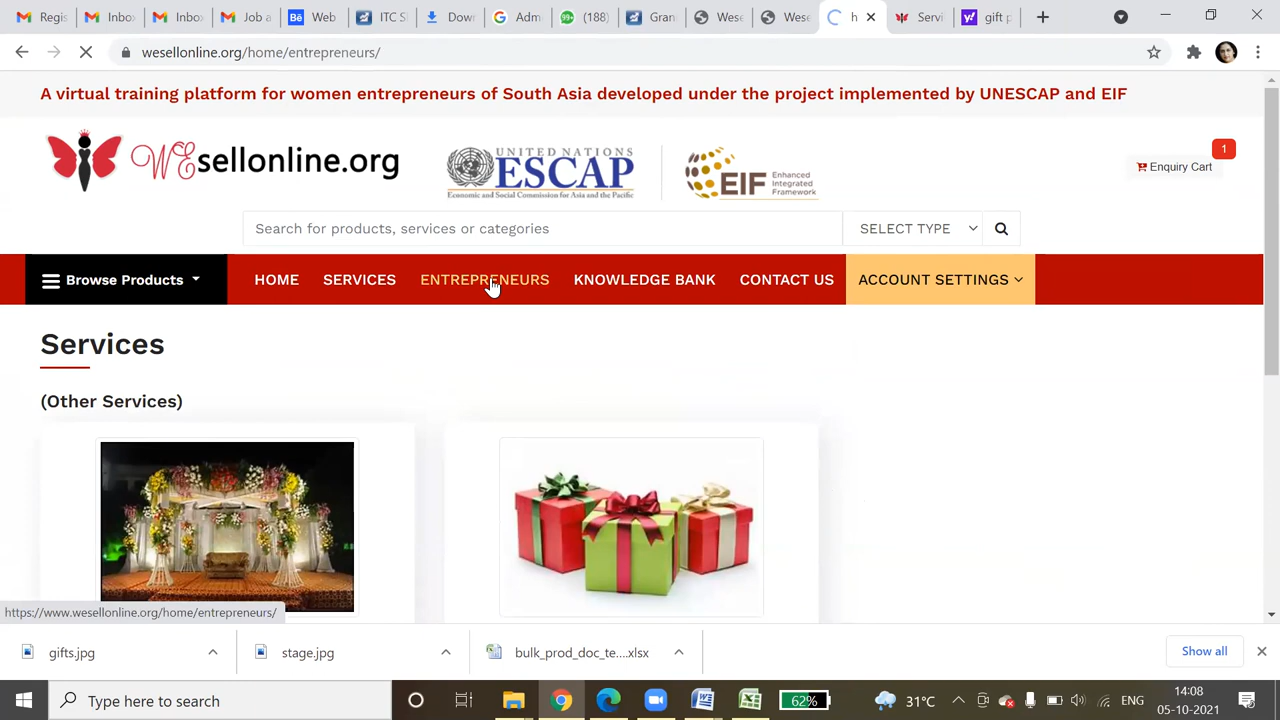 Regis
Inbox
Inbox
Job a
Web
ITC S
Down
Adm
(188)
Gran
Wese
Wese
h
Servi
gift p
wesellonline.org/home/entrepreneurs/
A virtual training platform for women entrepreneurs of South Asia developed under the project implemented by UNESCAP and EIF
WEsellonline.org
UNITED NATIONS
ESCAP
Economic and Social Commission for Asia and the Pacific
EIF Enhanced Integrated Framework
1
Enquiry Cart
Search for products, services or categories
SELECT TYPE
Browse Products
HOME
SERVICES
ENTREPRENEURS
KNOWLEDGE BANK
CONTACT US
ACCOUNT SETTINGS
Services
(Other Services)
https://www.wesellonline.org/home/entrepreneurs/
gifts.jpg
stage.jpg
bulk_prod_doc_te....xlsx
Show all
Type here to search
62%
31°C
ENG
14:08
05-10-2021